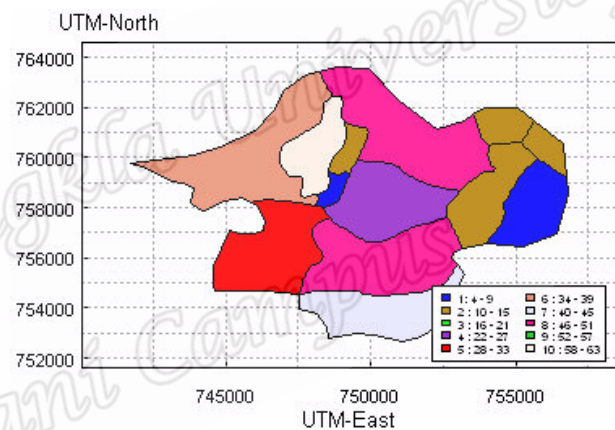 UTM-North
764000
762000
760000
758000
756000
754000
752000
745000 750000 755000
UTM-East
1 : 4 - 9
2 : 10 - 15
3 : 16 - 21
4 : 22 - 27
5 : 28 - 33
6 : 34 - 39
7 : 40 - 45
8 : 46 - 51
9 : 52 - 57
10 : 58 - 63
University
Campus